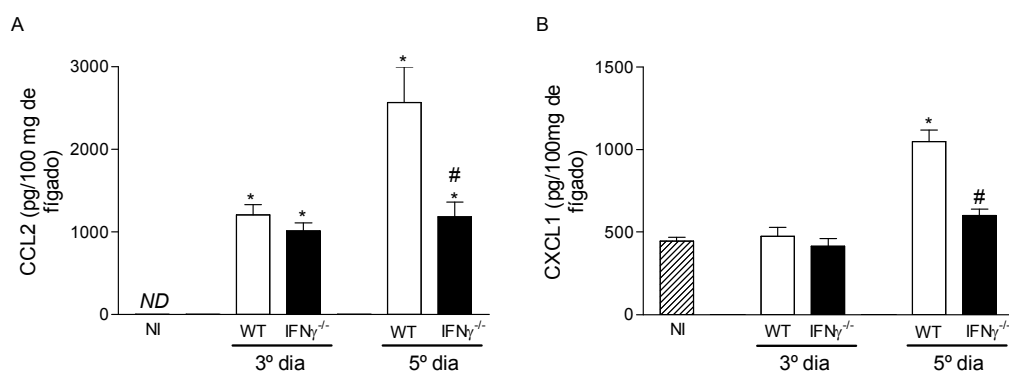 A
CCL2 (pg/100 mg de
fígado)
3000
2000
1000
0
ND
*
*
*
#
*
NI
WT
IFNγ-/-
WT
IFNγ-/-
3º dia
5º dia
B
CXCL1 (pg/100mg de
fígado)
1500
1000
500
0
*
#
NI
WT
IFNγ-/-
WT
IFNγ-/-
3º dia
5º dia